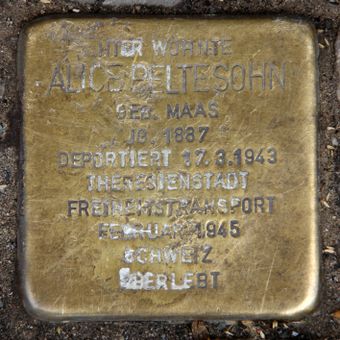 HIER WOHNTE
ALICE PELTESOHN
GEB. MAAS
JG. 1887
DEPORTIERT 17.3.1943
THERESIENSTADT
FREIHEITSTRANSPORT
FEBRUAR 1945
SCHWEIZ
ÜBERLEBT